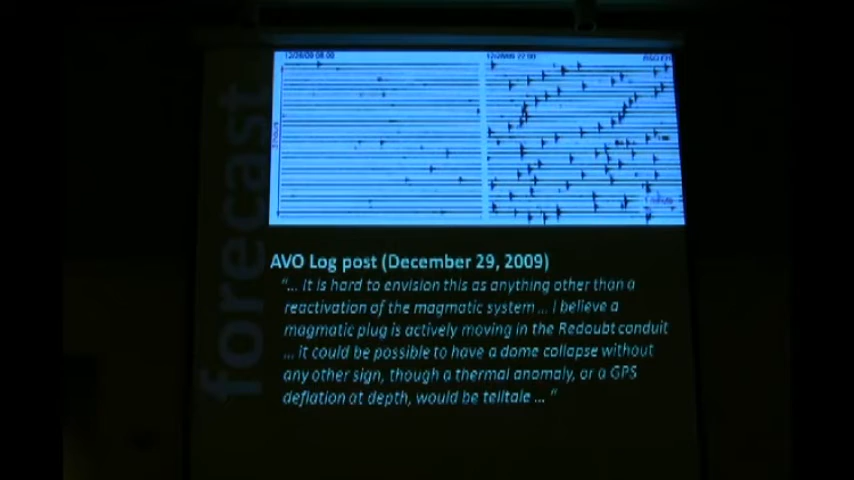 forecast
AVO Log post (December 29, 2009)
"... It is hard to envision this as anything other than a
reactivation of the magmatic system ... I believe a
magmatic plug is actively moving in the Redoubt conduit
... it could be possible to have a dome collapse without
any other sign, though a thermal anomaly, or a GPS
deflation at depth, would be telltale ... "